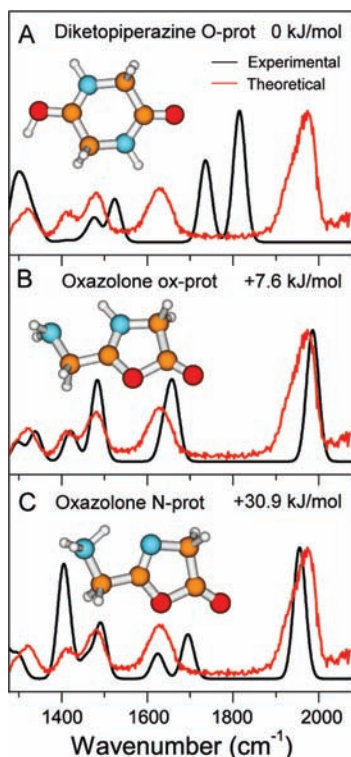 A Diketopiperazine O-prot 0 kJ/mol
Experimental
Theoretical
B Oxazolone ox-prot +7.6 kJ/mol
C Oxazolone N-prot +30.9 kJ/mol
1400 1600 1800 2000
Wavenumber (cm⁻¹)